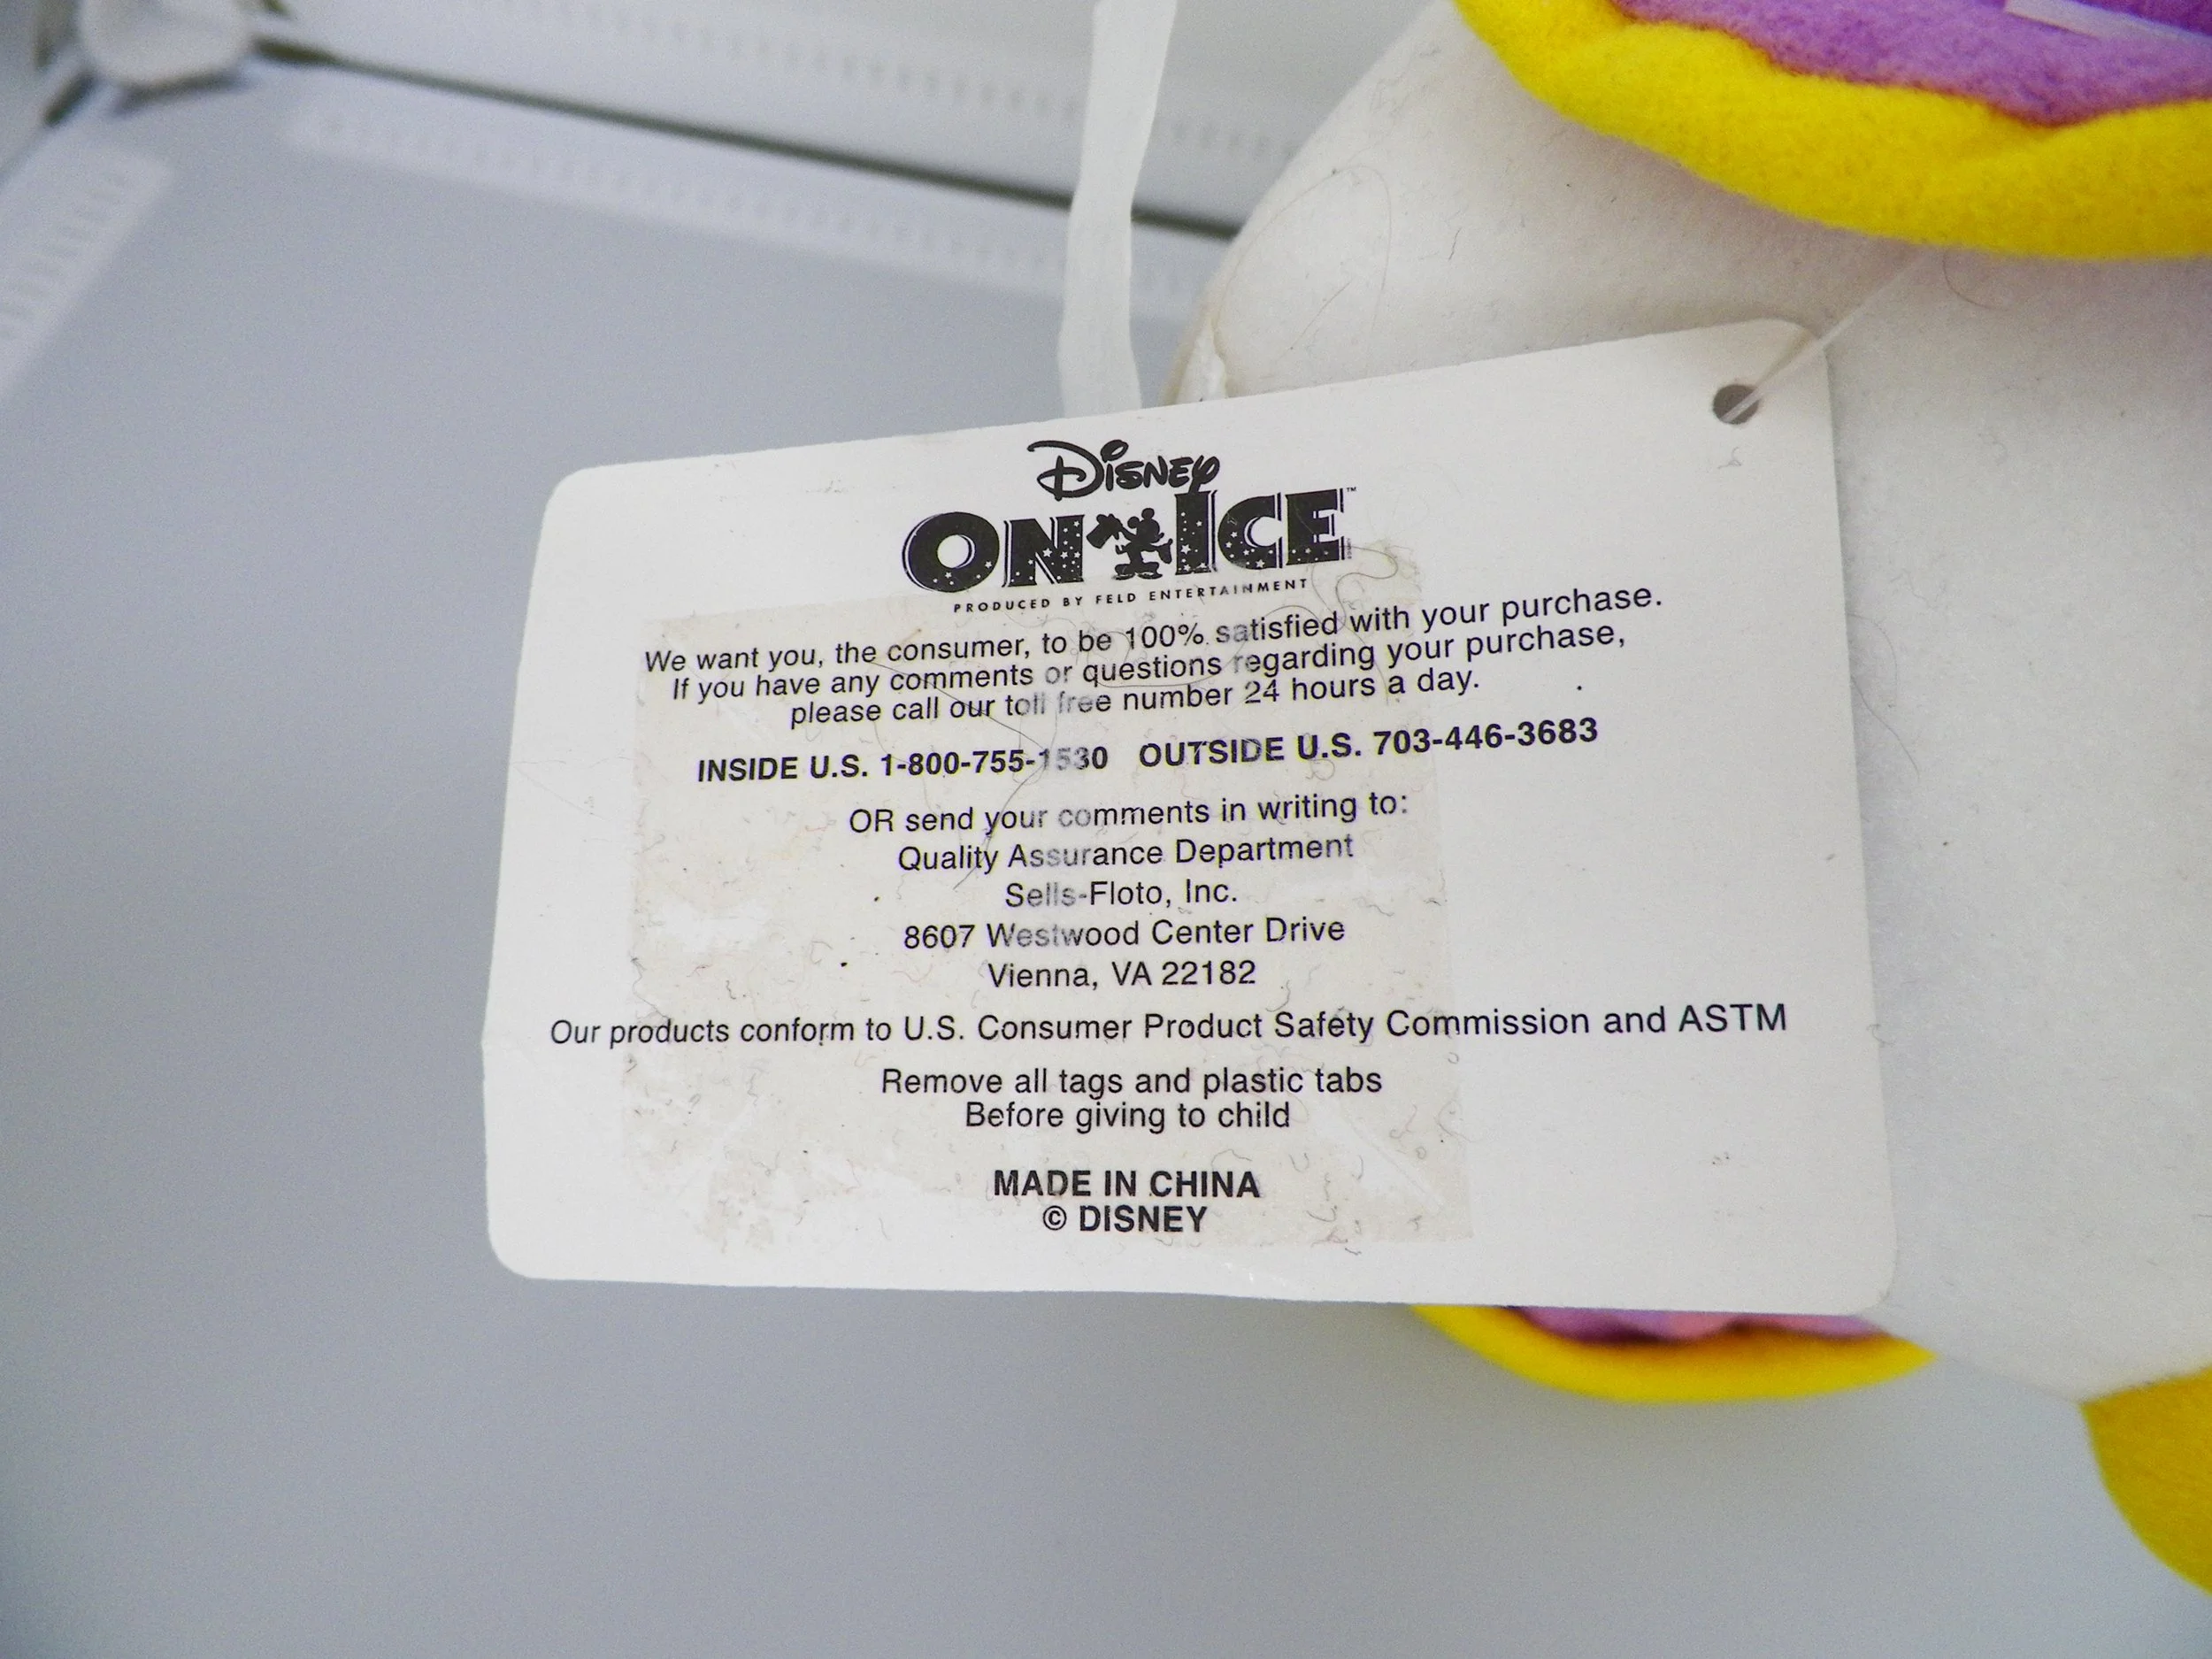 Disney
ON ICE™
PRODUCED BY FELD ENTERTAINMENT
We want you, the consumer, to be 100% satisfied with your purchase.
If you have any comments or questions regarding your purchase,
please call our toll free number 24 hours a day.
INSIDE U.S. 1-800-755-1530 OUTSIDE U.S. 703-446-3683
OR send your comments in writing to:
Quality Assurance Department
Sells-Floto, Inc.
8607 Westwood Center Drive
Vienna, VA 22182
Our products conform to U.S. Consumer Product Safety Commission and ASTM
Remove all tags and plastic tabs
Before giving to child
MADE IN CHINA
© DISNEY